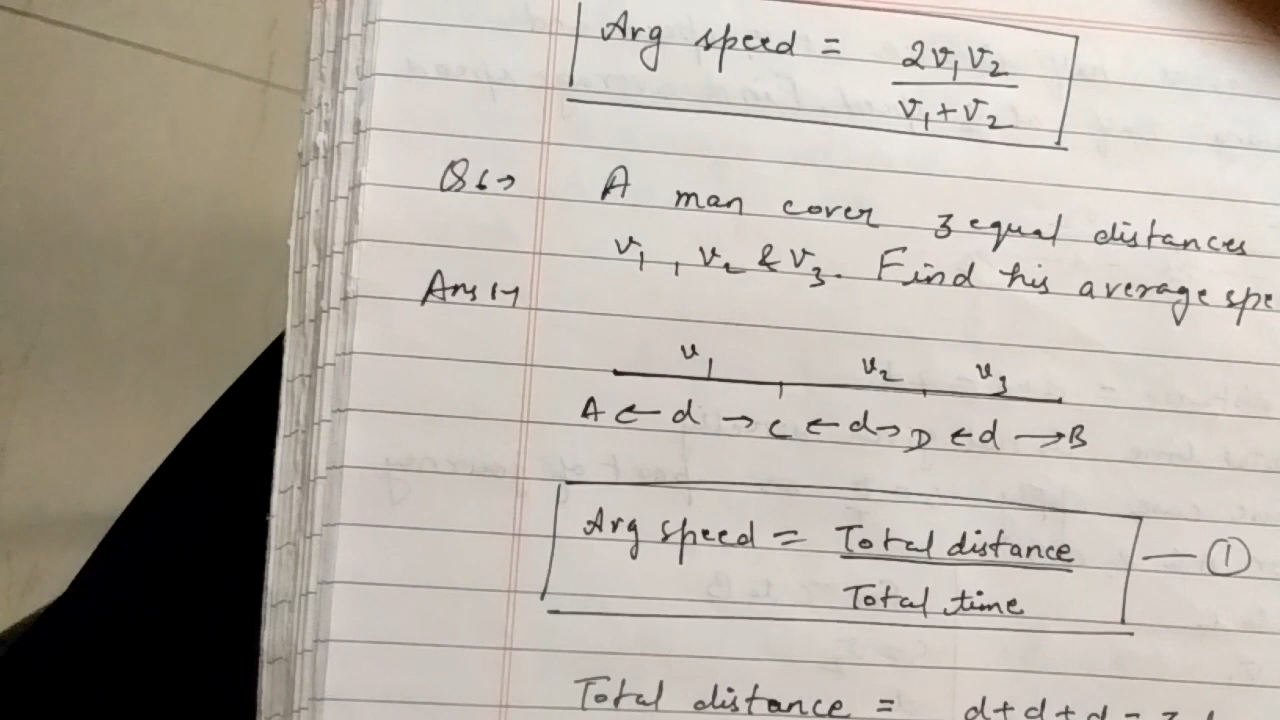 Avg speed = 2v₁v₂ / v₁+v₂
Q6→ A man cover 3 equal distances
v₁, v₂ & v₃. Find his average
Ans 1→
v₁ v₂ v₃
A ← d → C ← d → D ← d → B
Avg speed = Total distance / Total time — ①
Total distance = d+d+d =